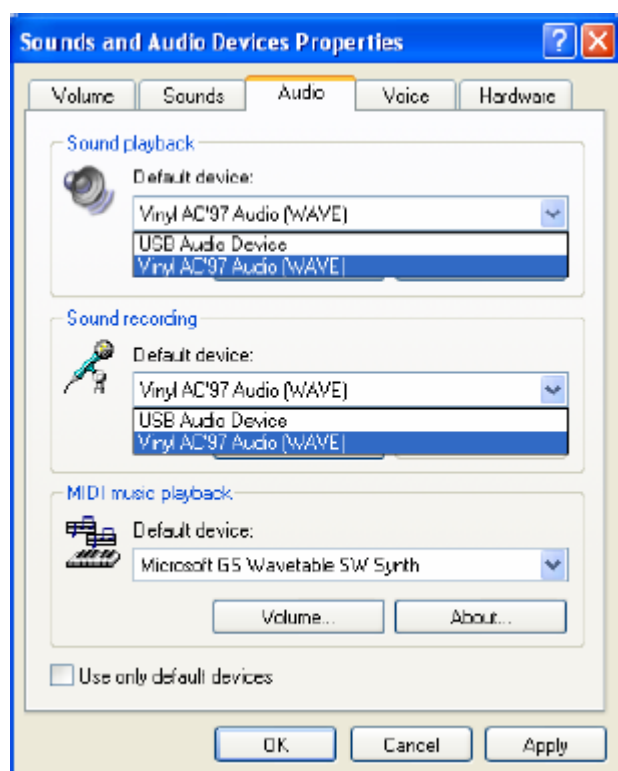 Sounds and Audio Devices Properties
Volume Sounds Audio Voice Hardware
Sound playback
Default device:
Vinyl AC'97 Audio (WAVE)
USB Audio Device
Vinyl AC'97 Audio (WAVE)
Sound recording
Default device:
Vinyl AC'97 Audio (WAVE)
USB Audio Device
Vinyl AC'97 Audio (WAVE)
MIDI music playback
Default device:
Microsoft GS Wavetable SW Synth
Volume... About...
Use only default devices
OK Cancel Apply